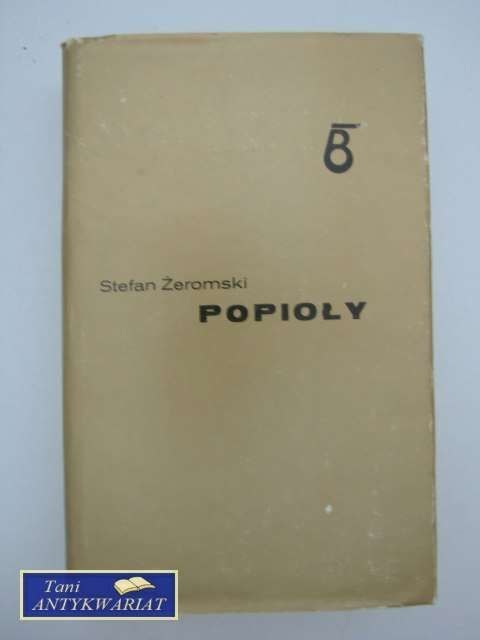 Stefan Żeromski
POPIOŁY
Tani
ANTYKWARIAT